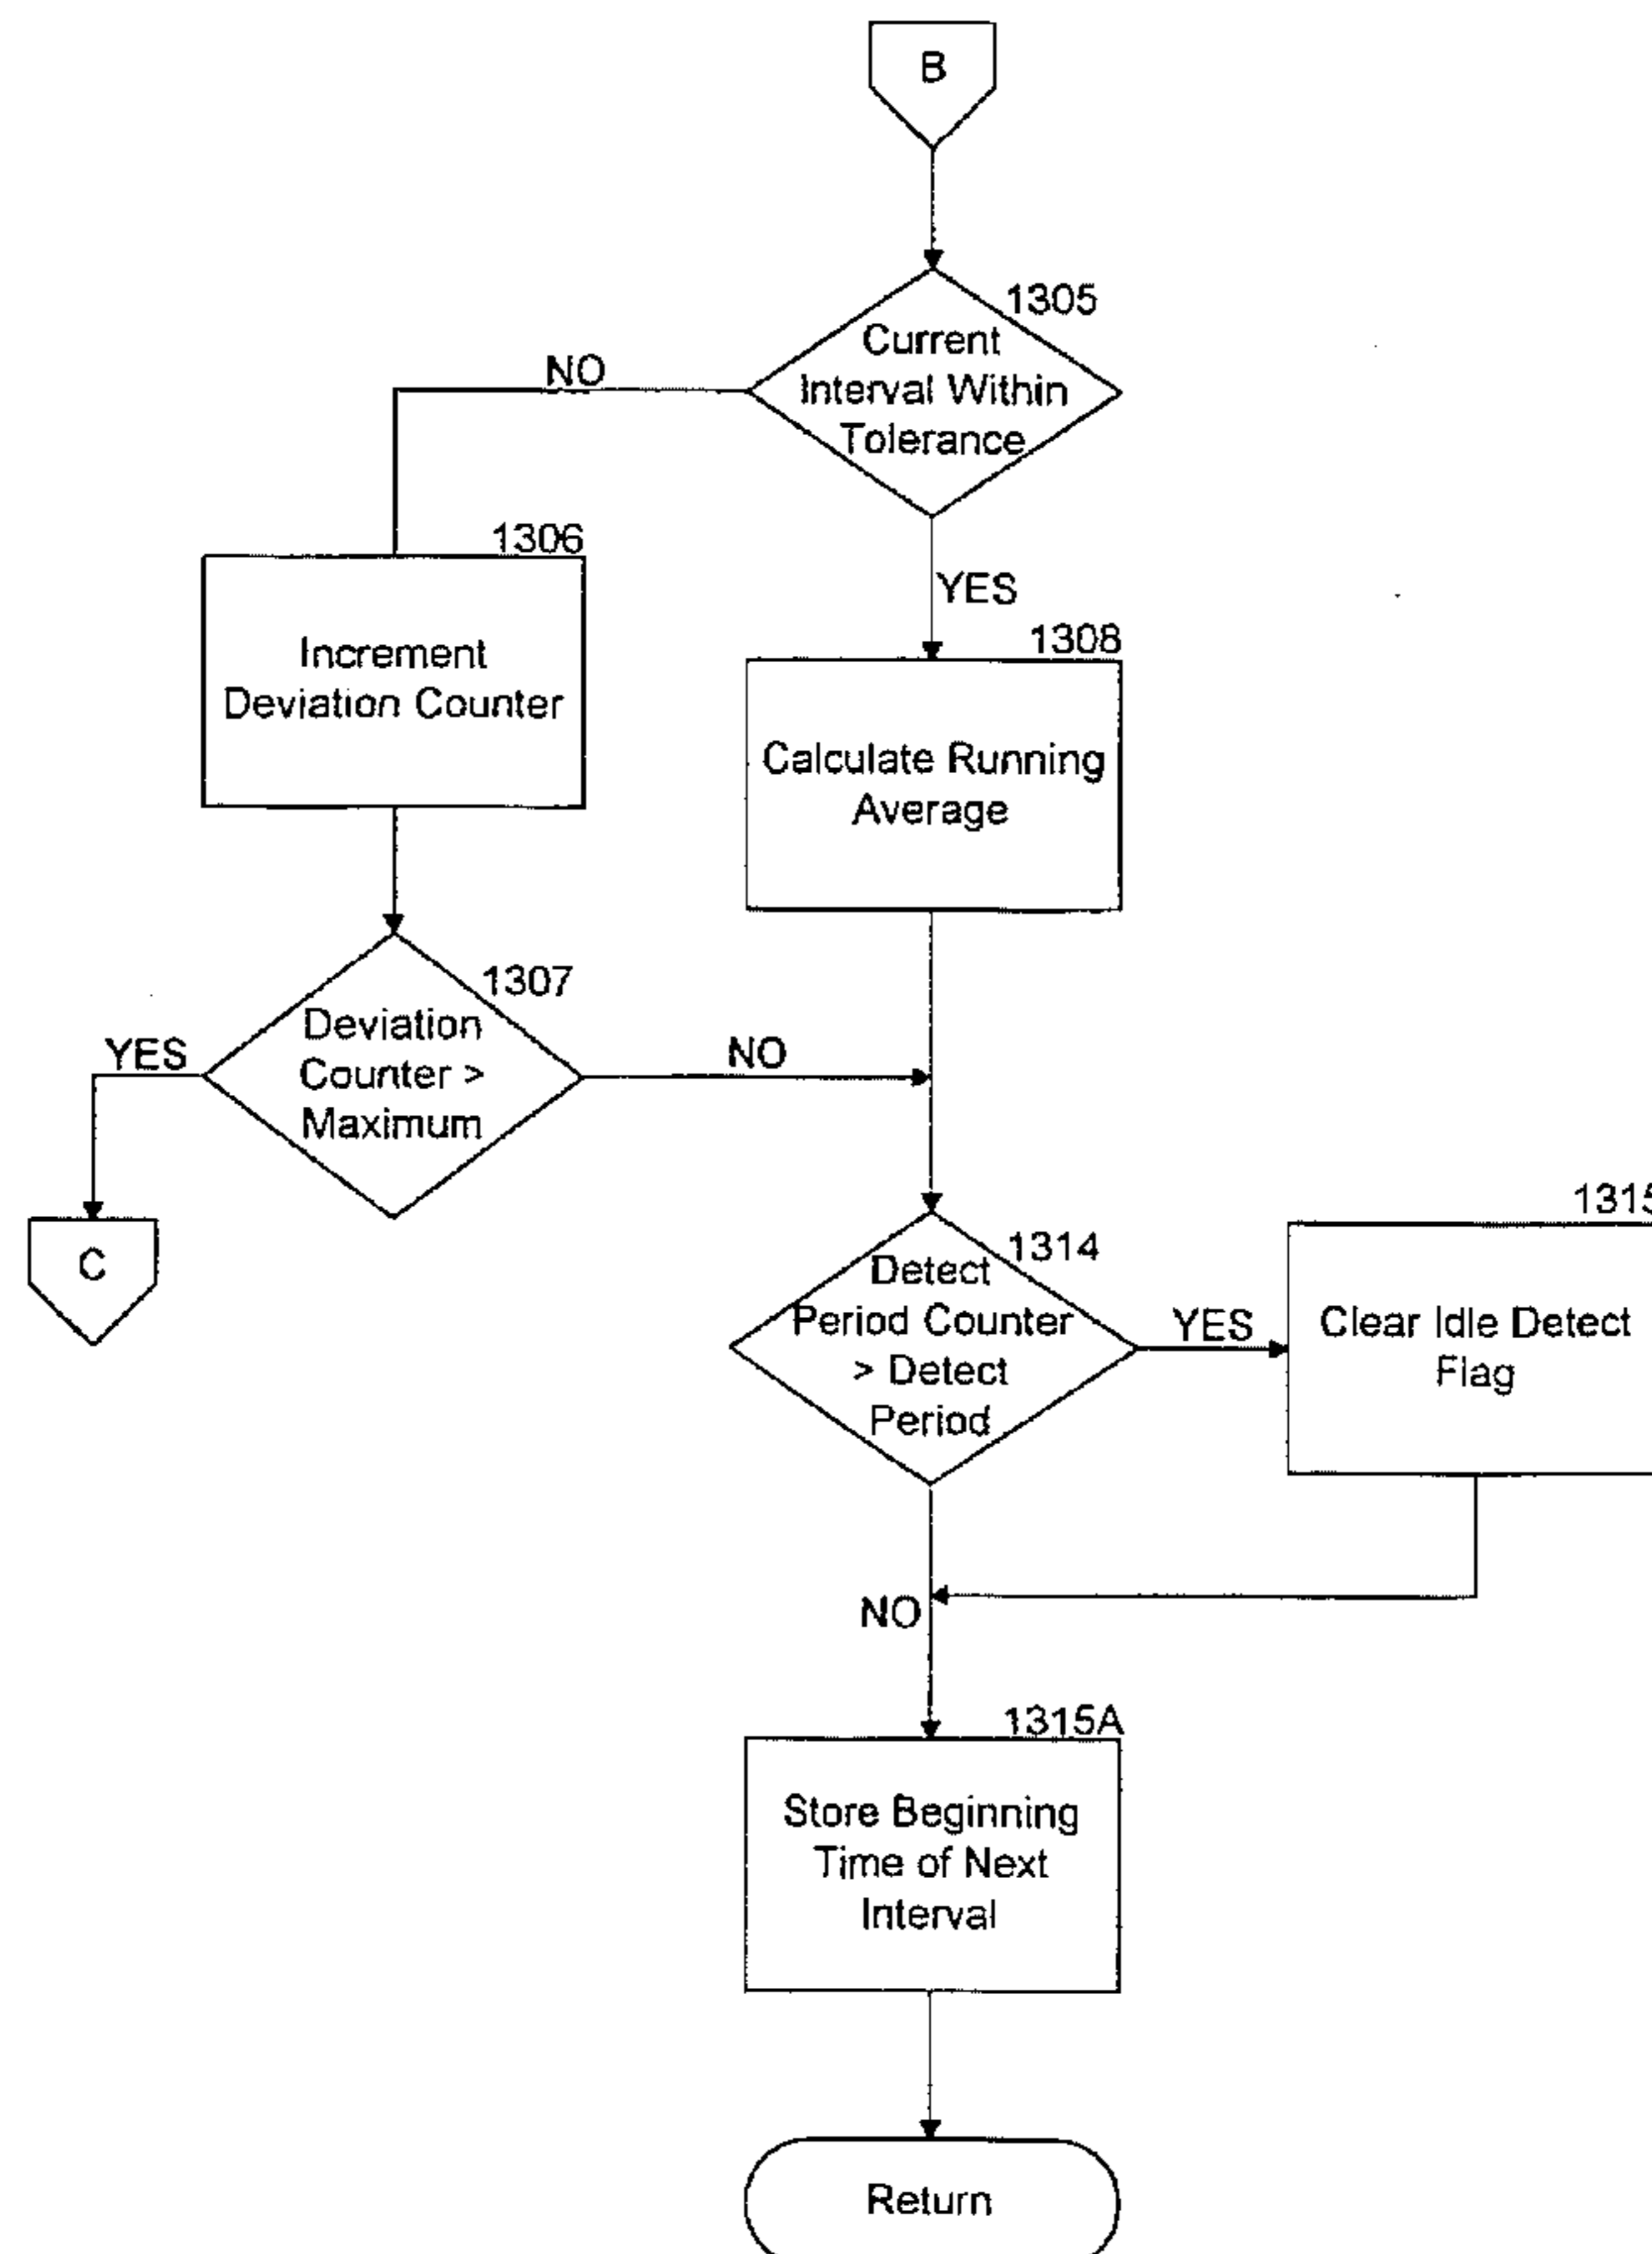 B
1305
Current
Interval Within
Tolerance
NO
YES
1306
Increment
Deviation Counter
1308
Calculate Running
Average
1307
Deviation
Counter >
Maximum
YES
NO
C
1314
Detect
Period Counter
> Detect
Period
YES
1315
Clear Idle Detect
Flag
NO
1315A
Store Beginning
Time of Next
Interval
Return